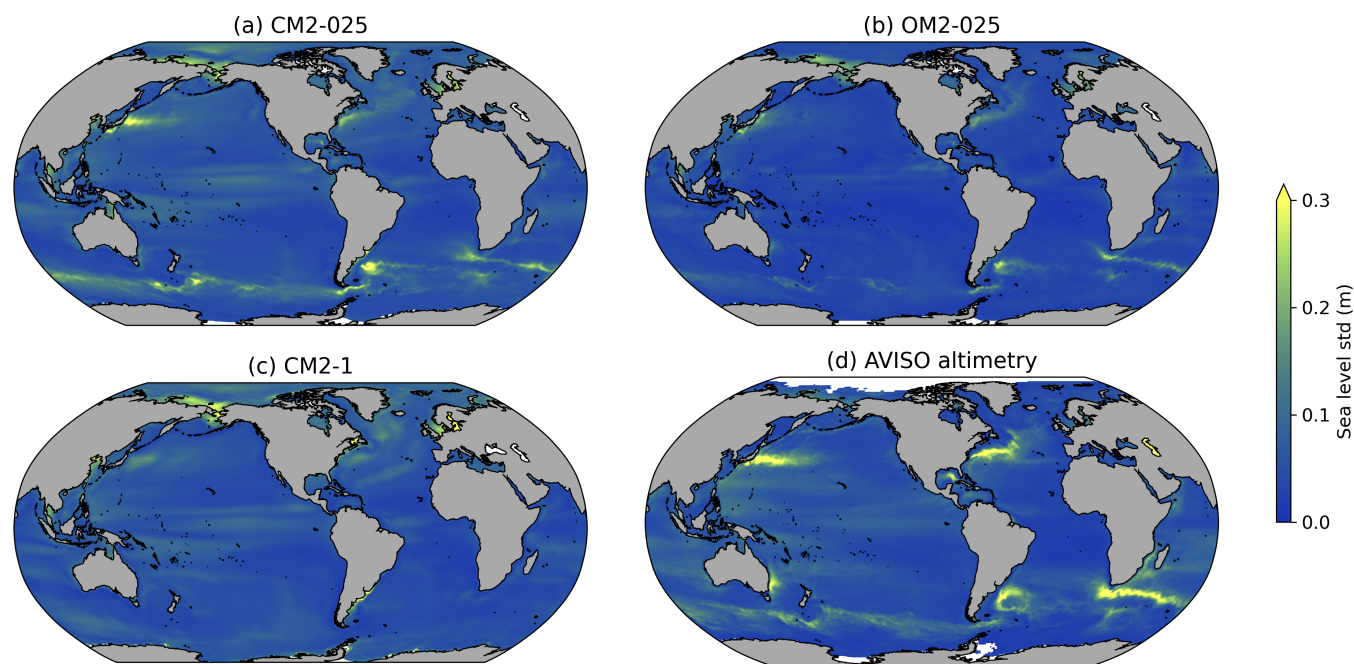 (a) CM2-025
(b) OM2-025
(c) CM2-1
(d) AVISO altimetry
0.3
0.2
0.1
0.0
Sea level std (m)